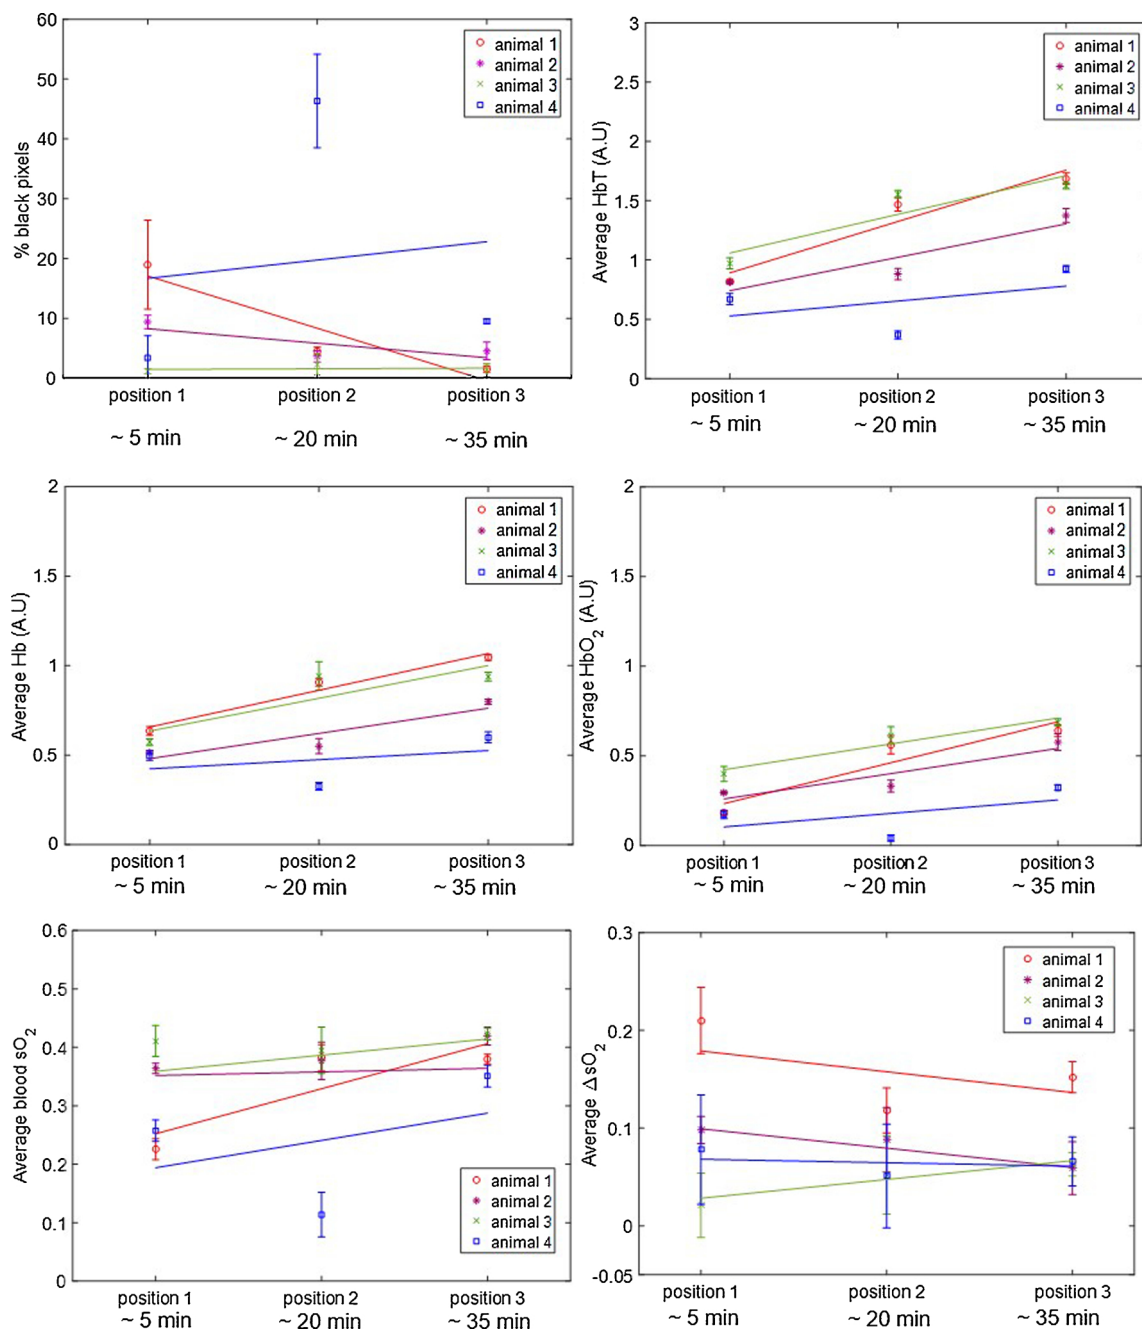 60
50
40
30
20
10
0
% black pixels
animal 1
animal 2
animal 3
animal 4
position 1
position 2
position 3
~ 5 min
~ 20 min
~ 35 min
3
2.5
2
1.5
1
0.5
0
Average HbT (A.U)
animal 1
animal 2
animal 3
animal 4
position 1
position 2
position 3
~ 5 min
~ 20 min
~ 35 min
2
1.5
1
0.5
0
Average Hb (A.U)
animal 1
animal 2
animal 3
animal 4
position 1
position 2
position 3
~ 5 min
~ 20 min
~ 35 min
2
1.5
1
0.5
0
Average HbO2 (A.U)
animal 1
animal 2
animal 3
animal 4
position 1
position 2
position 3
~ 5 min
~ 20 min
~ 35 min
0.6
0.5
0.4
0.3
0.2
0.1
0
Average blood sO2
animal 1
animal 2
animal 3
animal 4
position 1
position 2
position 3
~ 5 min
~ 20 min
~ 35 min
0.3
0.2
0.1
0
-0.05
Average Δ sO2
animal 1
animal 2
animal 3
animal 4
position 1
position 2
position 3
~ 5 min
~ 20 min
~ 35 min